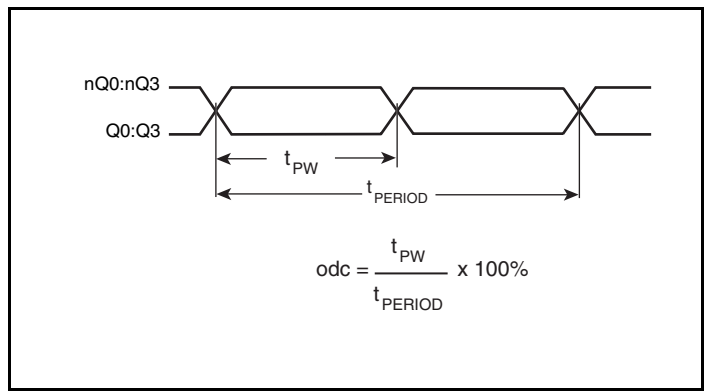 nQ0:nQ3
Q0:Q3
tPW
tPERIOD
odc = tPW / tPERIOD x 100%